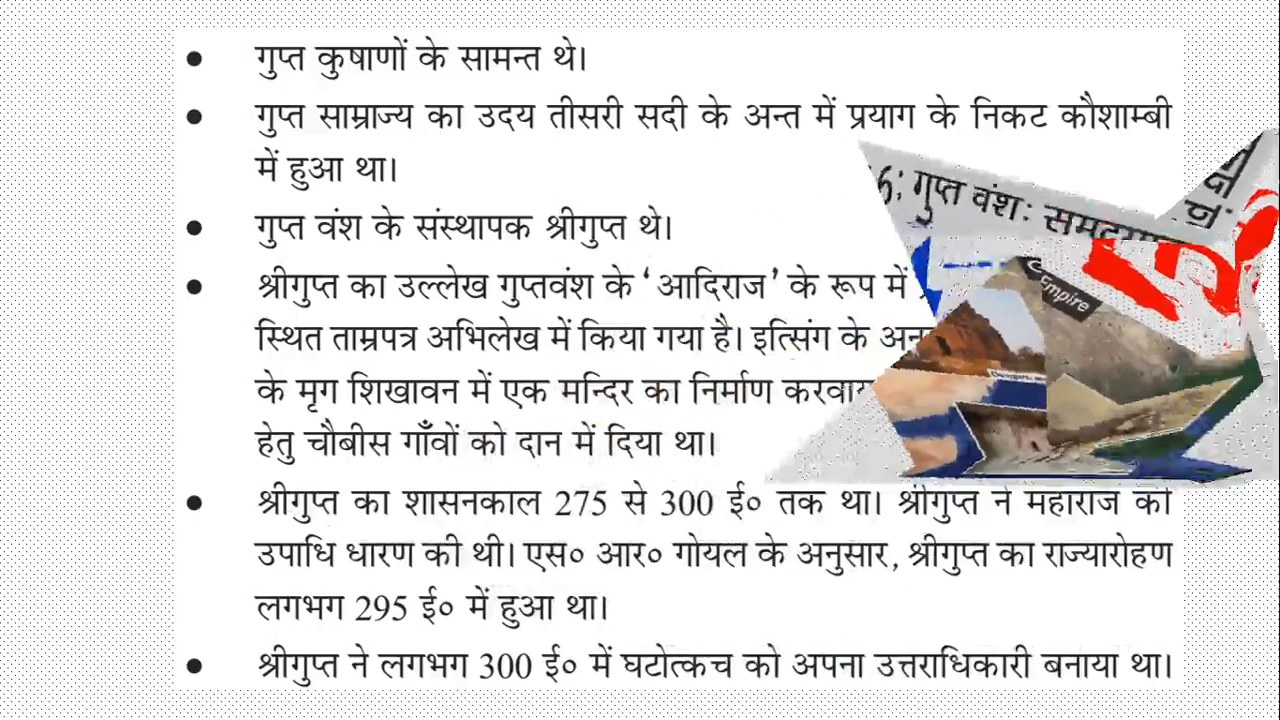 ● गुप्त कुषाणों के सामन्त थे।
● गुप्त साम्राज्य का उदय तीसरी सदी के अन्त में प्रयाग के निकट कौशाम्बी
में हुआ था।
● गुप्त वंश के संस्थापक श्रीगुप्त थे।
● श्रीगुप्त का उल्लेख गुप्तवंश के ‘आदिराज’ के रूप में
स्थित ताम्रपत्र अभिलेख में किया गया है। इत्सिंग के
के मृग शिखावन में एक मन्दिर का निर्माण
हेतु चौबीस गाँवों को दान में दिया था।
● श्रीगुप्त का शासनकाल 275 से 300 ई० तक था। श्रीगुप्त ने महाराज की
उपाधि धारण की थी। एस० आर० गोयल के अनुसार, श्रीगुप्त का राज्यारोहण
लगभग 295 ई० में हुआ था।
● श्रीगुप्त ने लगभग 300 ई० में घटोत्कच को अपना उत्तराधिकारी बनाया था।
6: गुप्त वंश:
Empire